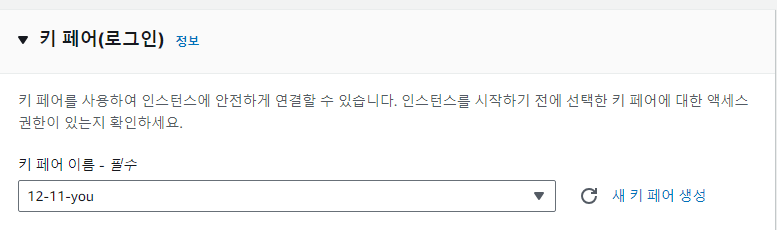 키 페어(로그인) 정보
키 페어를 사용하여 인스턴스에 안전하게 연결할 수 있습니다. 인스턴스를 시작하기 전에 선택한 키 페어에 대한 액세스
권한이 있는지 확인하세요.
키 페어 이름 - 필수
12-11-you 새 키 페어 생성